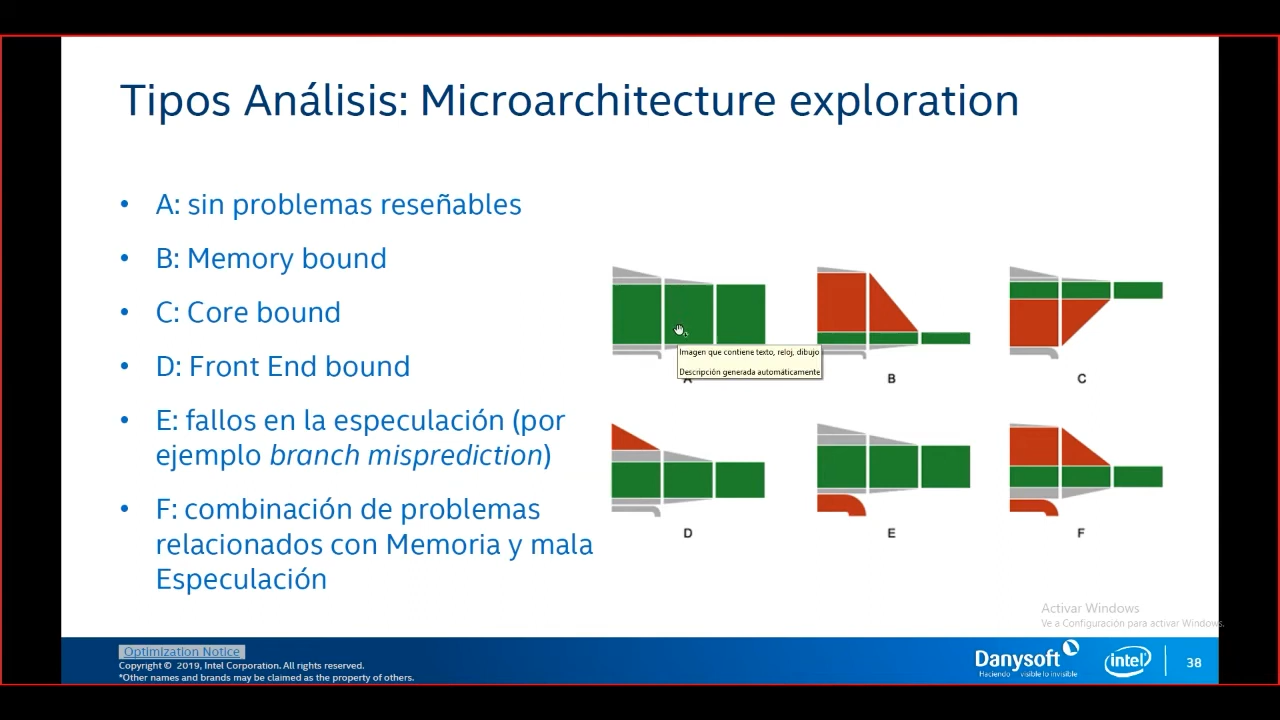 Tipos Análisis: Microarchitecture exploration
• A: sin problemas reseñables
• B: Memory bound
• C: Core bound
• D: Front End bound
• E: fallos en la especulación (por
ejemplo branch misprediction)
• F: combinación de problemas
relacionados con Memoria y mala
Especulación
Imagen que contiene texto, reloj, dibujo
Descripción generada automáticamente
A
B
C
D
E
F
Activar Windows
Ve a Configuración para activar Windows.
Optimization Notice
Copyright © 2019, Intel Corporation. All rights reserved.
*Other names and brands may be claimed as the property of others.
Danysoft
Haciendo visible lo invisible
intel
38